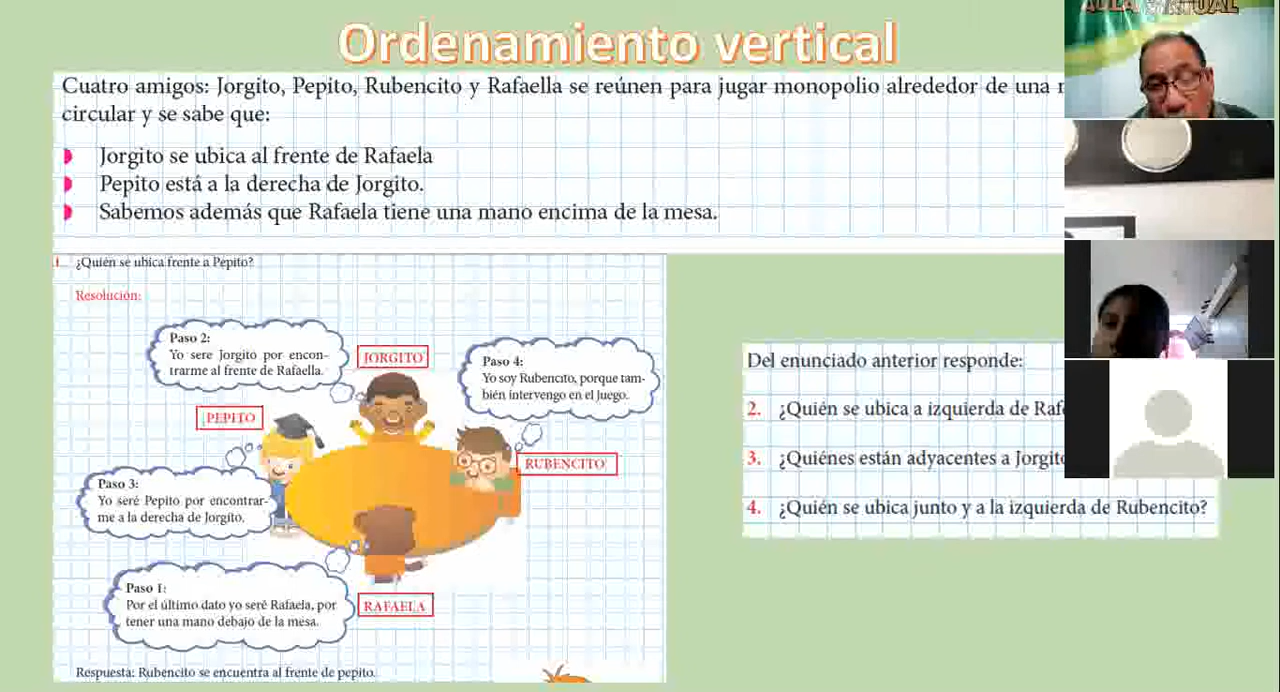 Ordenamiento vertical
Cuatro amigos: Jorgito, Pepito, Rubencito y Rafaella se reúnen para jugar monopolio alrededor de una
circular y se sabe que:
Jorgito se ubica al frente de Rafaela
Pepito está a la derecha de Jorgito.
Sabemos además que Rafaela tiene una mano encima de la mesa.
1. ¿Quién se ubica frente a Pepito?
Resolución:
Paso 2:
Yo sere Jorgito por encon-
trarme al frente de Rafaella.
JORGITO
Paso 4:
Yo soy Rubencito, porque tam-
bién intervengo en el Juego.
PEPITO
RUBENCITO
Paso 3:
Yo seré Pepito por encontrar-
me a la derecha de Jorgito.
Paso 1:
Por el último dato yo seré Rafaela, por
tener una mano debajo de la mesa.
RAFAELA
Respuesta: Rubencito se encuentra al frente de pepito.
Del enunciado anterior responde:
2. ¿Quién se ubica a izquierda de
3. ¿Quiénes están adyacentes a
4. ¿Quién se ubica junto y a la izquierda de Rubencito?
AULA VIRTUAL